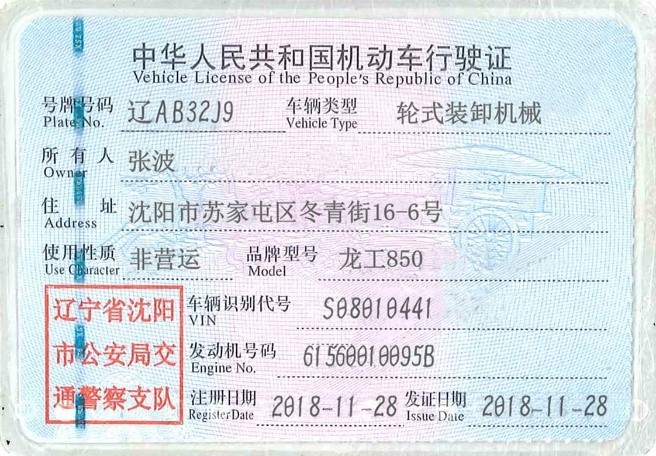 中华人民共和国机动车行驶证
Vehicle License of the People's Republic of China
号牌号码 辽AB32J9 车辆类型 轮式装卸机械
Plate No. Vehicle Type
所有人 张波
Owner
住址 沈阳市苏家屯区冬青街16-6号
Address
使用性质 非营运 品牌型号 龙工850
Use Character Model
辽宁省沈阳
市公安局交
通警察支队
车辆识别代号 S08010441
VIN
发动机号码 61560010095B
Engine No.
注册日期 2018-11-28 发证日期 2018-11-28
Register Date Issue Date